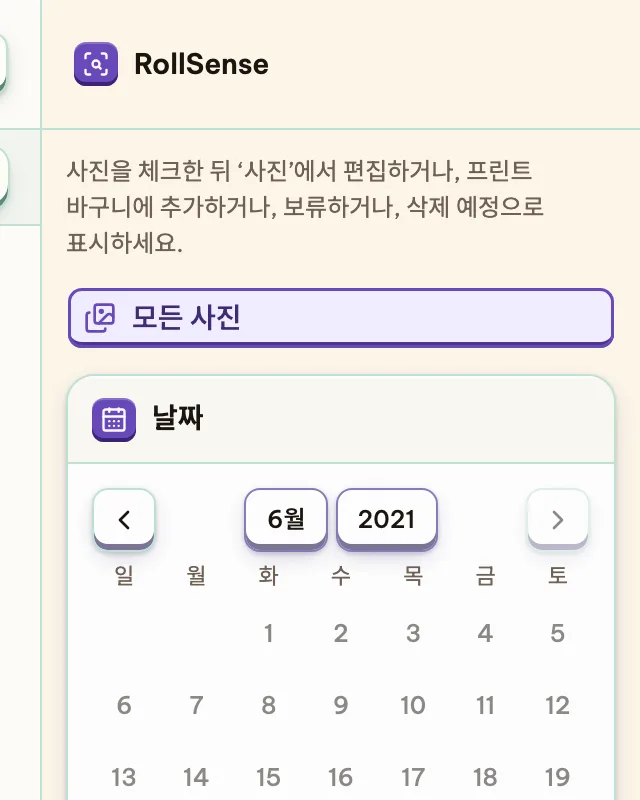 RollSense
사진을 체크한 뒤 ‘사진’에서 편집하거나, 프린트
바구니에 추가하거나, 보류하거나, 삭제 예정으로
표시하세요.
모든 사진
날짜
6월 2021
일 월 화 수 목 금 토
1 2 3 4 5
6 7 8 9 10 11 12
13 14 15 16 17 18 19